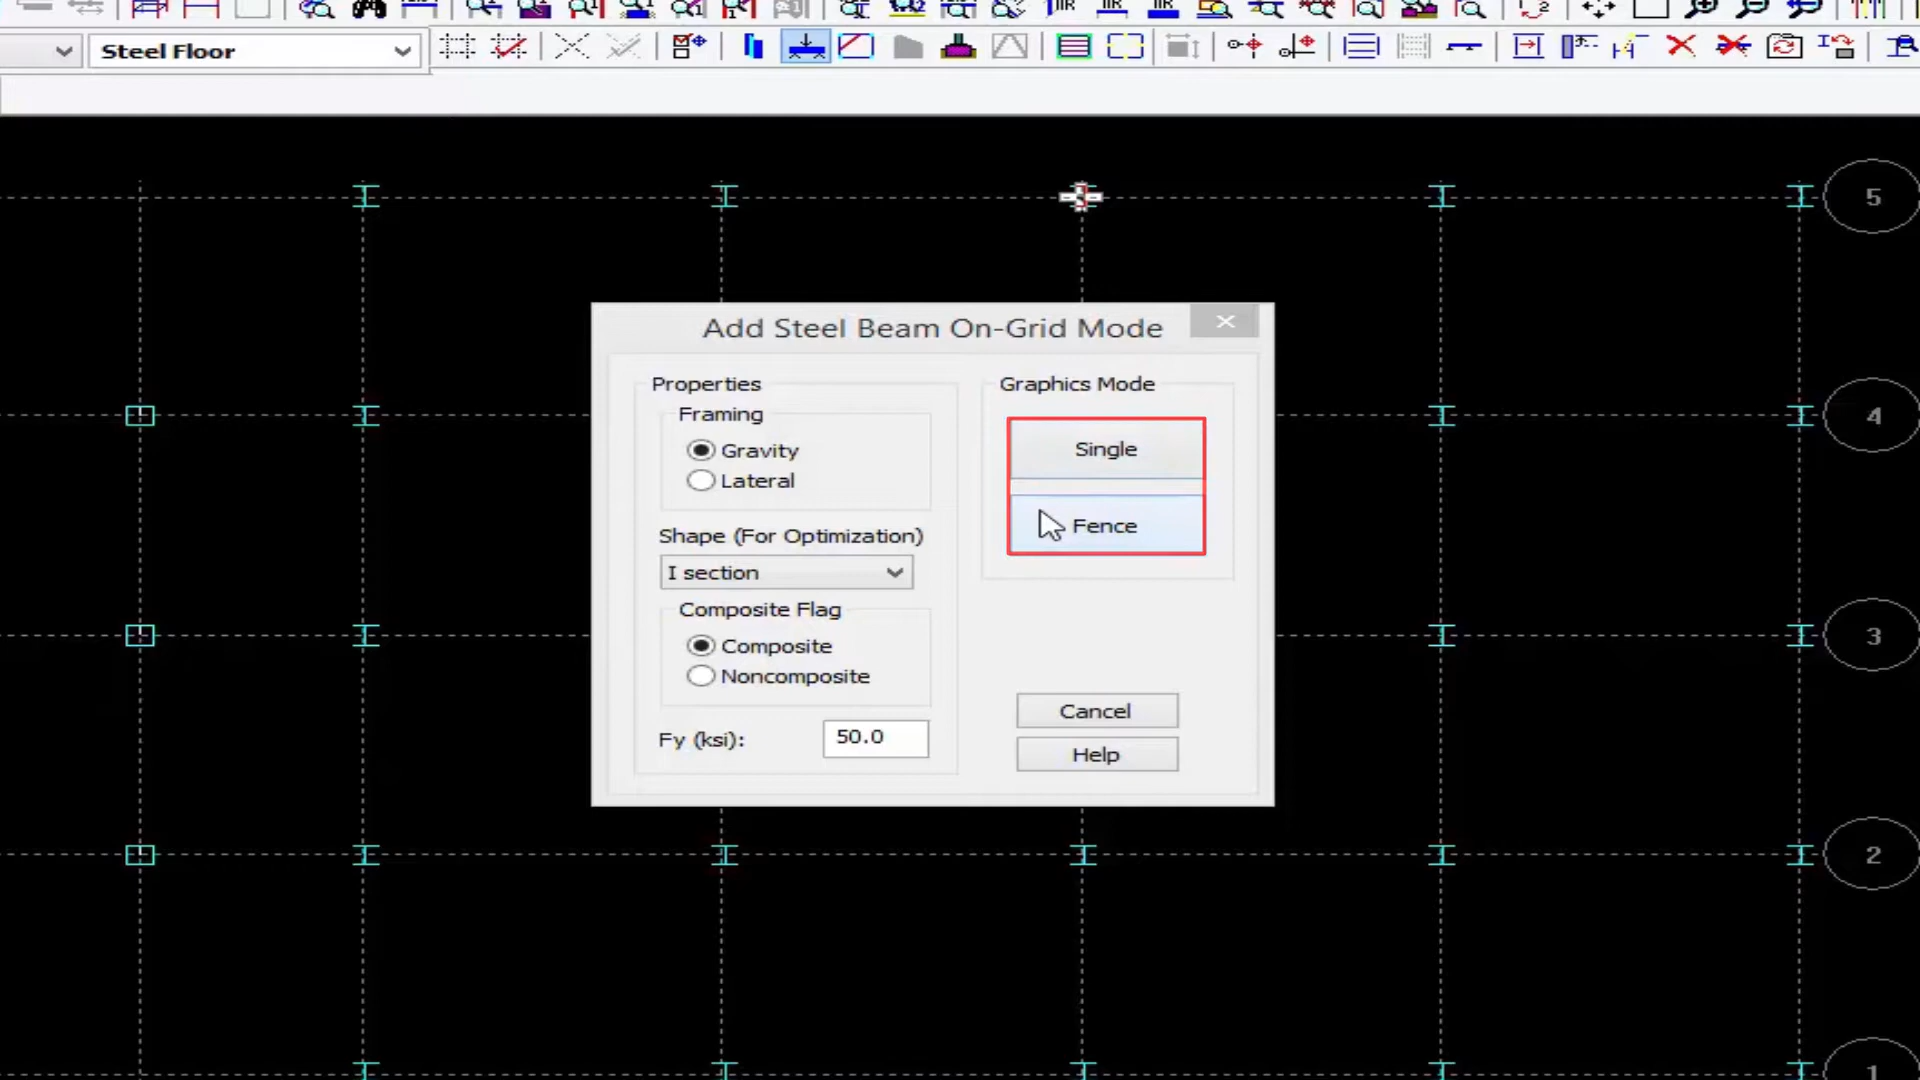 Steel Floor
5
Add Steel Beam On-Grid Mode
Properties
Graphics Mode
Framing
Gravity
Single
Lateral
4
Fence
Shape (For Optimization)
I section
Composite Flag
3
Composite
Noncomposite
Cancel
Fy (ksi):
50.0
Help
2
1